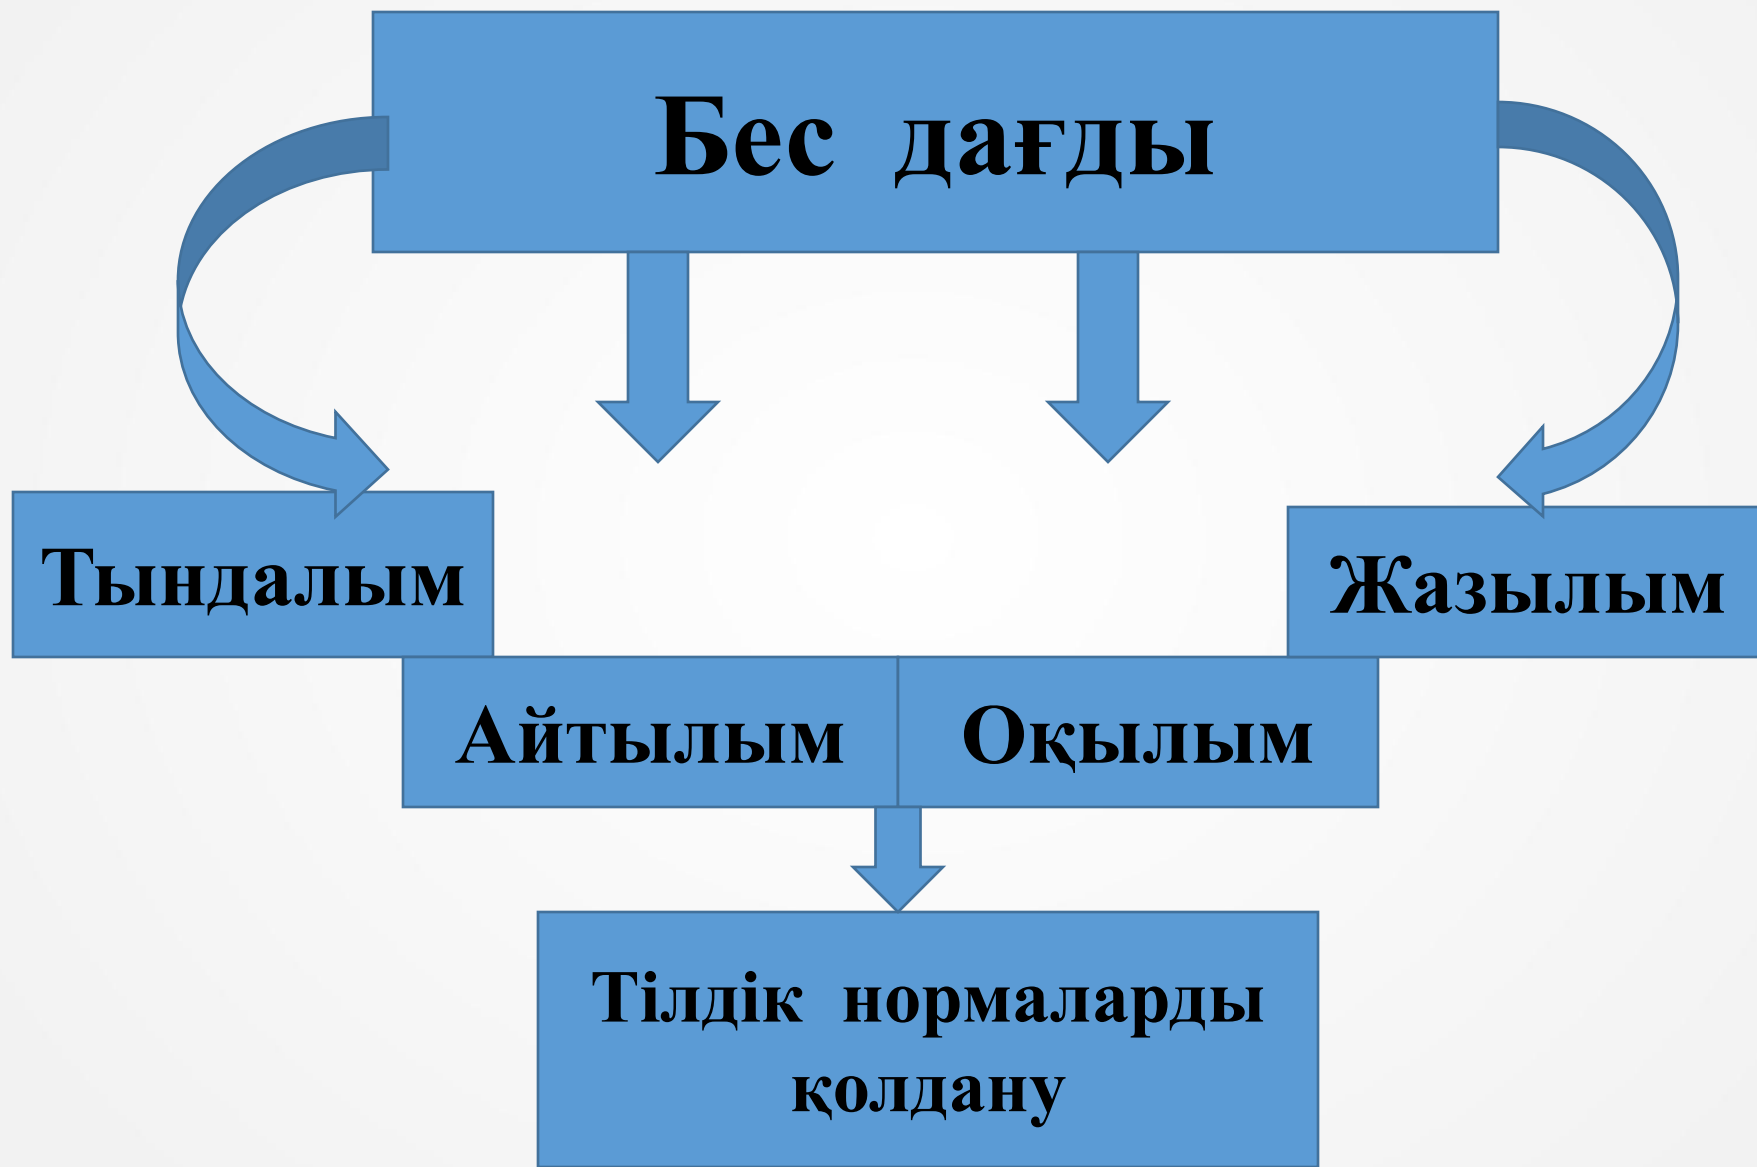 Бес дағды
Тындалым
Жазылым
Айтылым
Оқылым
Тілдік нормаларды
қолдану